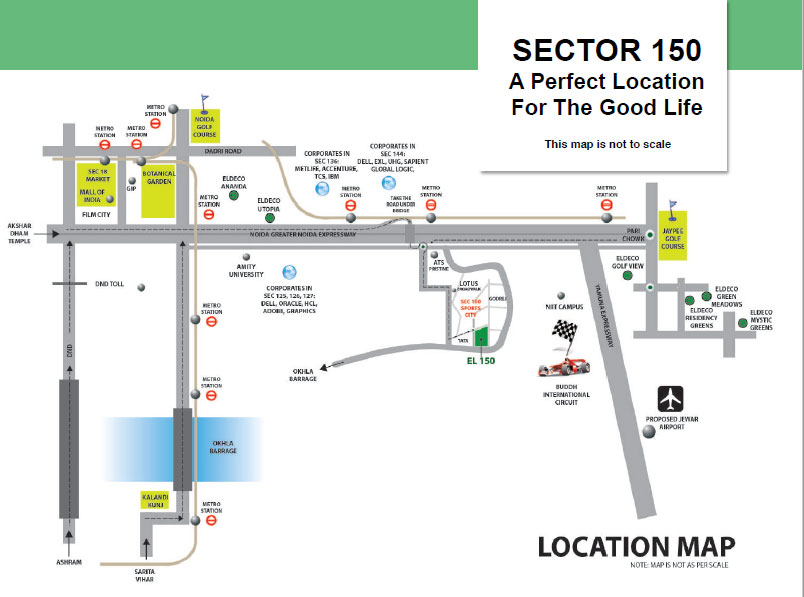 SECTOR 150
A Perfect Location
For The Good Life
This map is not to scale
METRO
STATION
NOIDA
GOLF
COURSE
METRO
STATION
METRO
STATION
DADRI ROAD
SEC 18
MARKET
MALL OF
INDIA
GIP
BOTANICAL
GARDEN
FILM CITY
ELDECO
ANANDA
ELDECO
UTOPIA
METRO
STATION
CORPORATES IN
SEC 136:
METLIFE, ACCENTURE,
TCS, IBM
CORPORATES IN
SEC 144:
DELL, EXL, UHG, SAPIENT
GLOBAL LOGIC,
METRO
STATION
TAKE THE
ROAD UNDER
BRIDGE
METRO
STATION
METRO
STATION
AKSHAR
DHAM
TEMPLE
NOIDA GREATER NOIDA EXPRESSWAY
PARI
CHOWK
JAYPEE
GOLF
COURSE
AMITY
UNIVERSITY
ATS
PRISTINE
ELDECO
GOLF VIEW
DND TOLL
CORPORATES IN
SEC 125, 126, 127:
DELL, ORACLE, HCL,
ADOBE, GRAPHICS
LOTUS
GODREJ
SEC 150
SPORTS
CITY
TATA
EL 150
NIIT CAMPUS
YAMUNA EXPRESSWAY
ELDECO
GREEN
MEADOWS
ELDECO
RESIDENCY
GREENS
ELDECO
MYSTIC
GREENS
METRO
STATION
DND
OKHLA
BARRAGE
BUDDH
INTERNATIONAL
CIRCUIT
METRO
STATION
PROPOSED JEWAR
AIRPORT
OKHLA
BARRAGE
KALANDI
KUNJ
METRO
STATION
ASHRAM
SARITA
VIHAR
LOCATION MAP
NOTE: MAP IS NOT AS PER SCALE